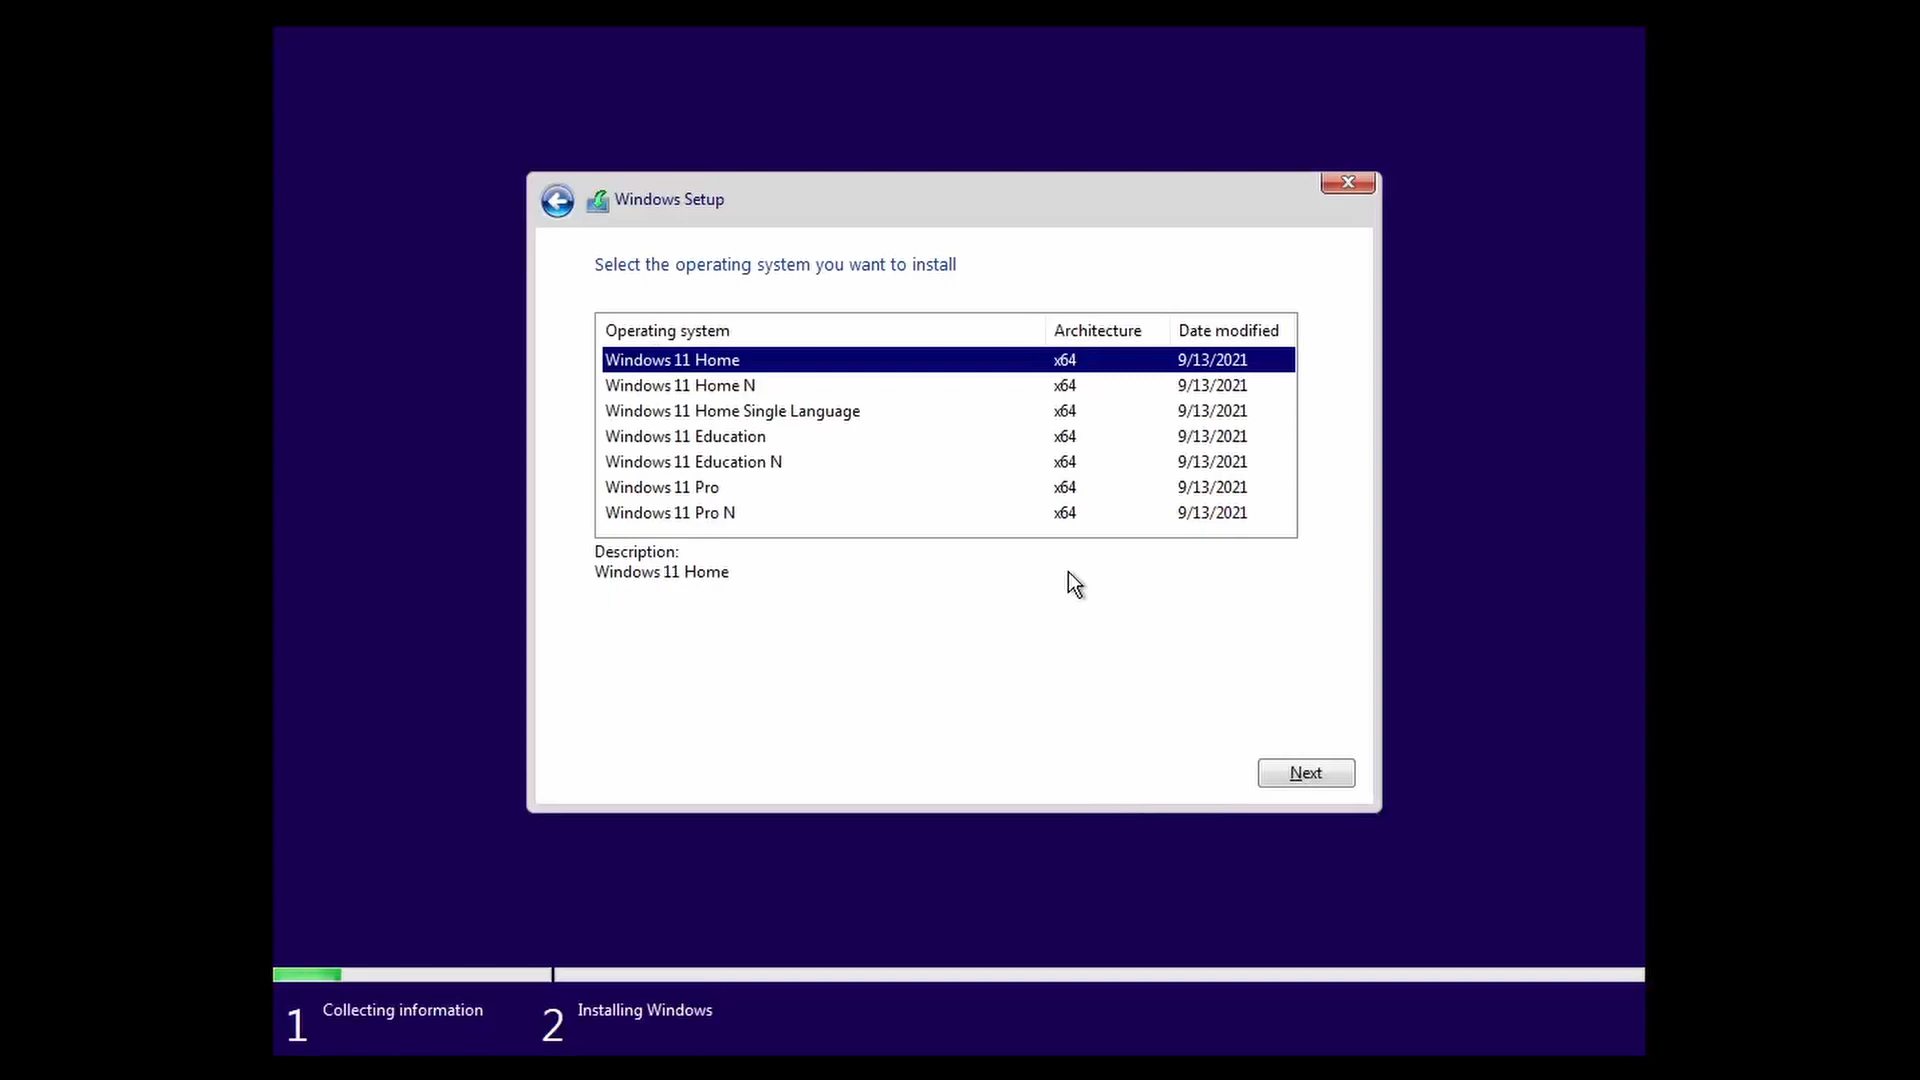 Windows Setup
Select the operating system you want to install
Operating system Architecture Date modified
Windows 11 Home x64 9/13/2021
Windows 11 Home N x64 9/13/2021
Windows 11 Home Single Language x64 9/13/2021
Windows 11 Education x64 9/13/2021
Windows 11 Education N x64 9/13/2021
Windows 11 Pro x64 9/13/2021
Windows 11 Pro N x64 9/13/2021
Description:
Windows 11 Home
Next
1 Collecting information 2 Installing Windows